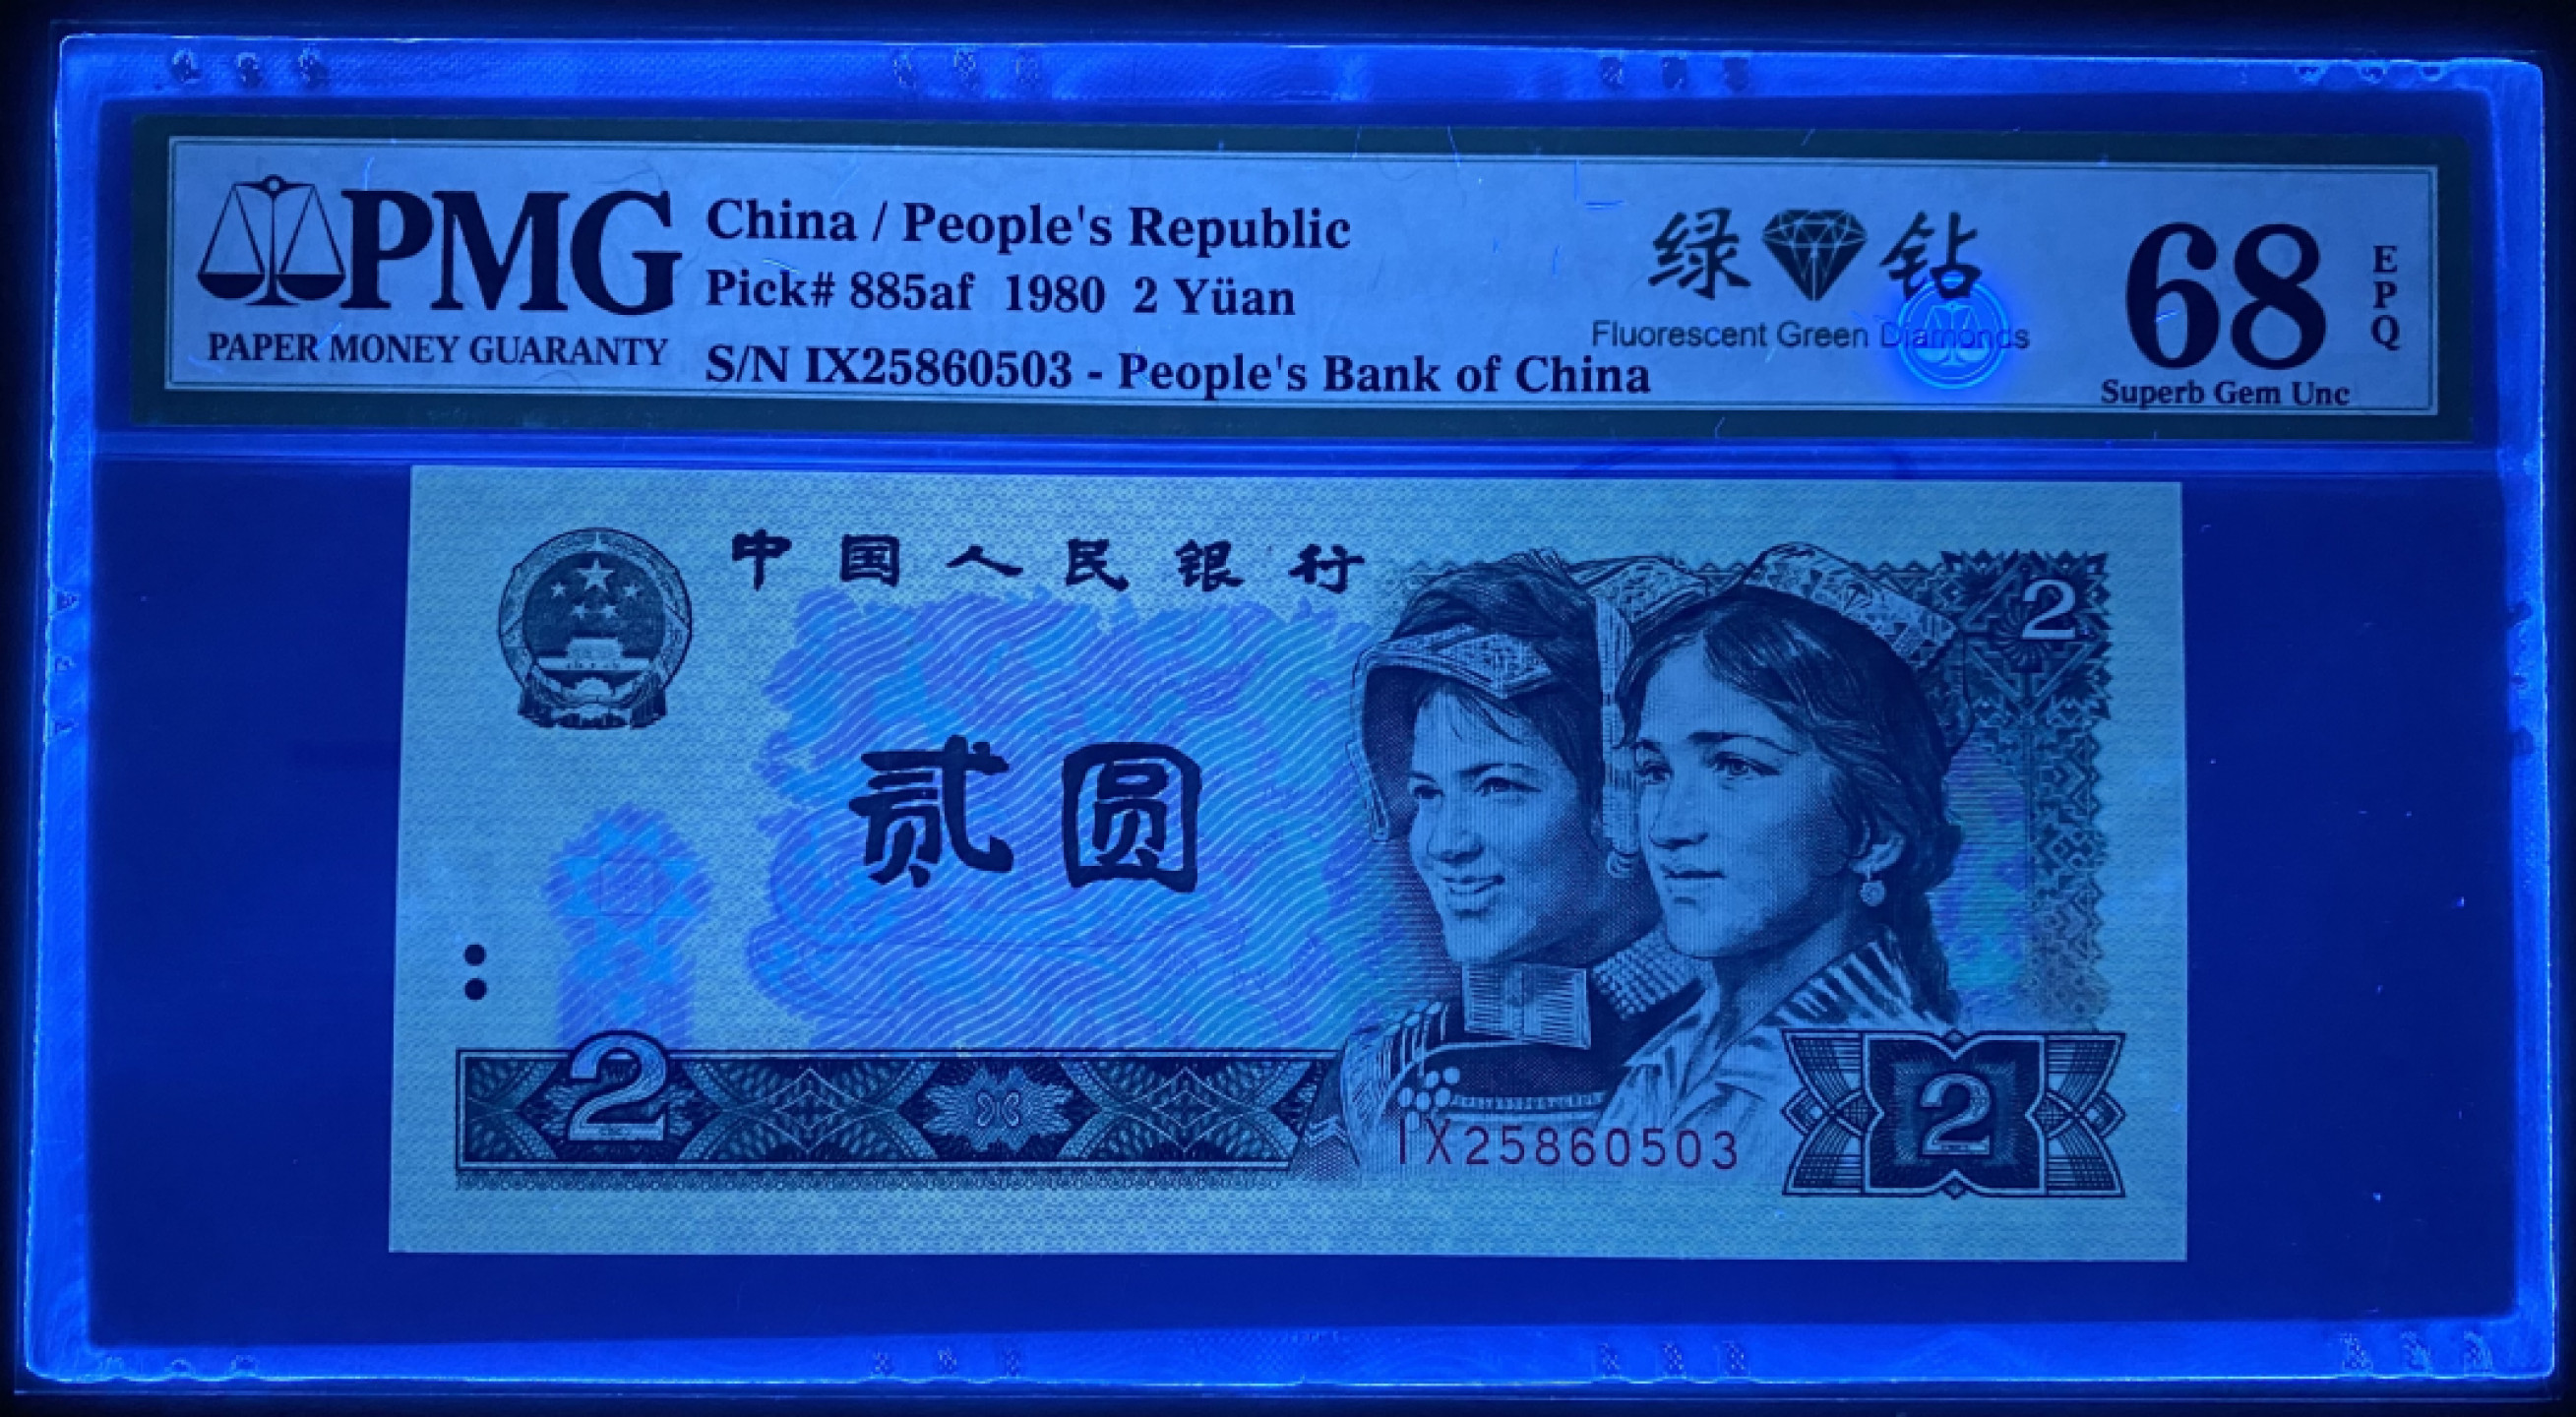 PMG
PAPER MONEY GUARANTY
China / People's Republic
Pick# 885af 1980 2 Yüan
S/N IX25860503 - People's Bank of China
绿钻
Fluorescent Green Diamonds
68
EPQ
Superb Gem Unc
中国人民银行
2
贰圆
2
IX25860503
2